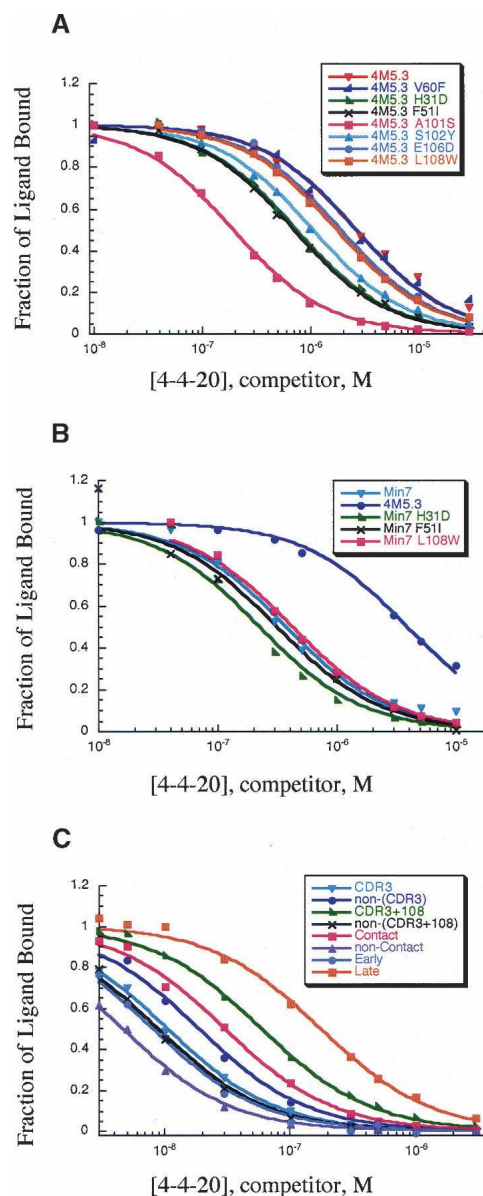 A
Fraction of Ligand Bound
1.2
1
0.8
0.6
0.4
0.2
0
4M5.3
4M5.3 V60F
4M5.3 H31D
4M5.3 F51I
4M5.3 A101S
4M5.3 S102Y
4M5.3 E106D
4M5.3 L108W
10-8
10-7
10-6
10-5
[4-4-20], competitor, M
B
Fraction of Ligand Bound
1.2
1
0.8
0.6
0.4
0.2
0
Min7
4M5.3
Min7 H31D
Min7 F51I
Min7 L108W
10-8
10-7
10-6
10-5
[4-4-20], competitor, M
C
Fraction of Ligand Bound
1.2
1
0.8
0.6
0.4
0.2
0
CDR3
non-(CDR3)
CDR3+108
non-(CDR3+108)
Contact
non-Contact
Early
Late
10-8
10-7
10-6
[4-4-20], competitor, M